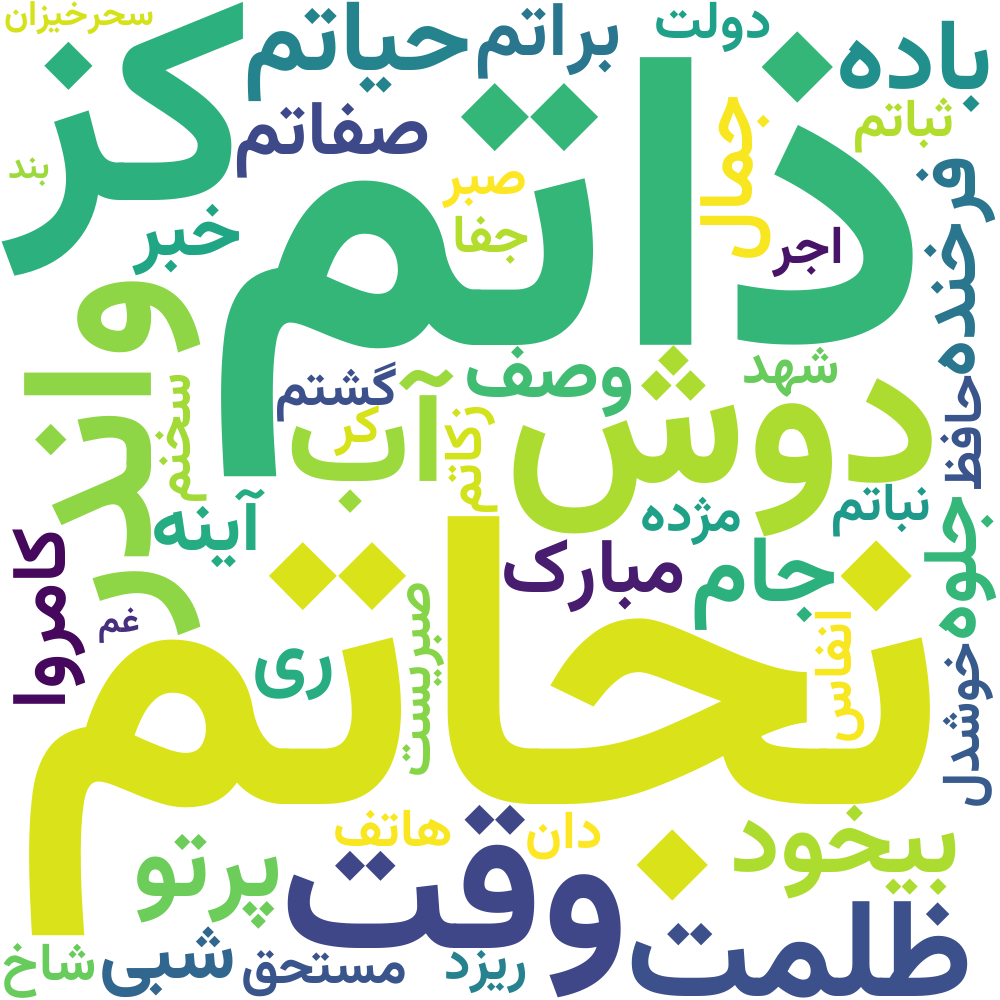 سحرخیزان
کز
حیاتم
براتم
دولت
باده
صفاتم
ذاتم
جمال
ثباتم
بند
صبر
خبر
جفا
اجر
فرخنده
واندر
سخنم
گشتم
وصف
شهد
دوش
آب
کر
زکاتم
حافظ
آینه
مژده
نباتم
کامروا
مبارک
جام
جلوه
نجاتم
غم
ری
صبریست
انفاس
خوشدل
هاتف
دان
پرتو
وقت
بیخود
ظلمت
شاخ
شبی
مستحق
ریزد